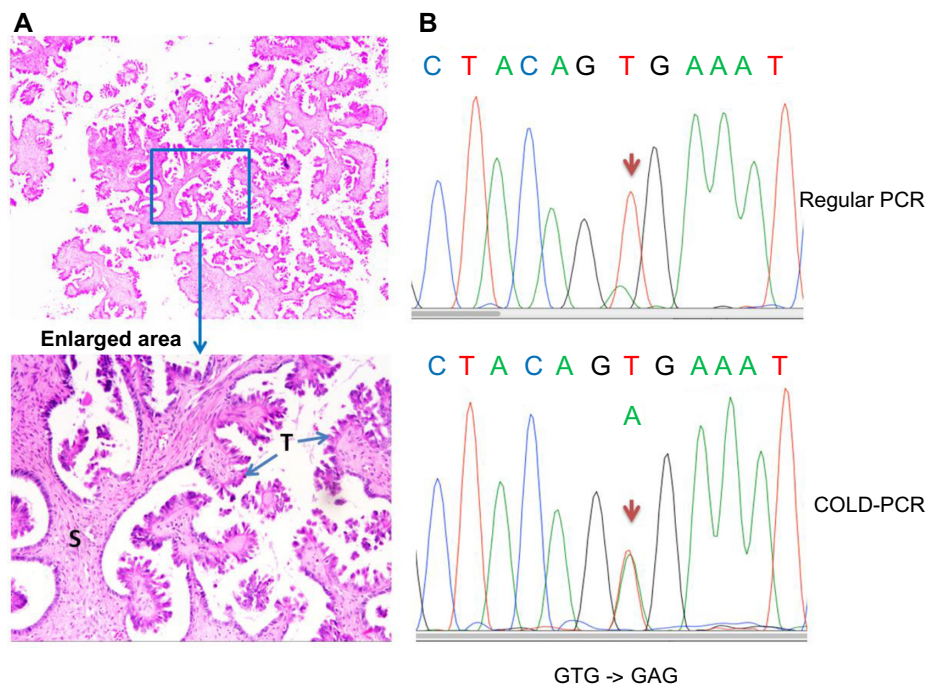 A
Enlarged area
T
S
B
C T A C A G T G A A A T
Regular PCR
C T A C A G T G A A A T
A
COLD-PCR
GTG -> GAG